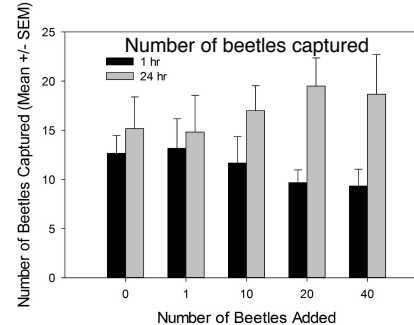 Number of beetles captured
1 hr
24 hr
Number of Beetles Captured (Mean +/- SEM)
25
20
15
10
5
0
0 1 10 20 40
Number of Beetles Added